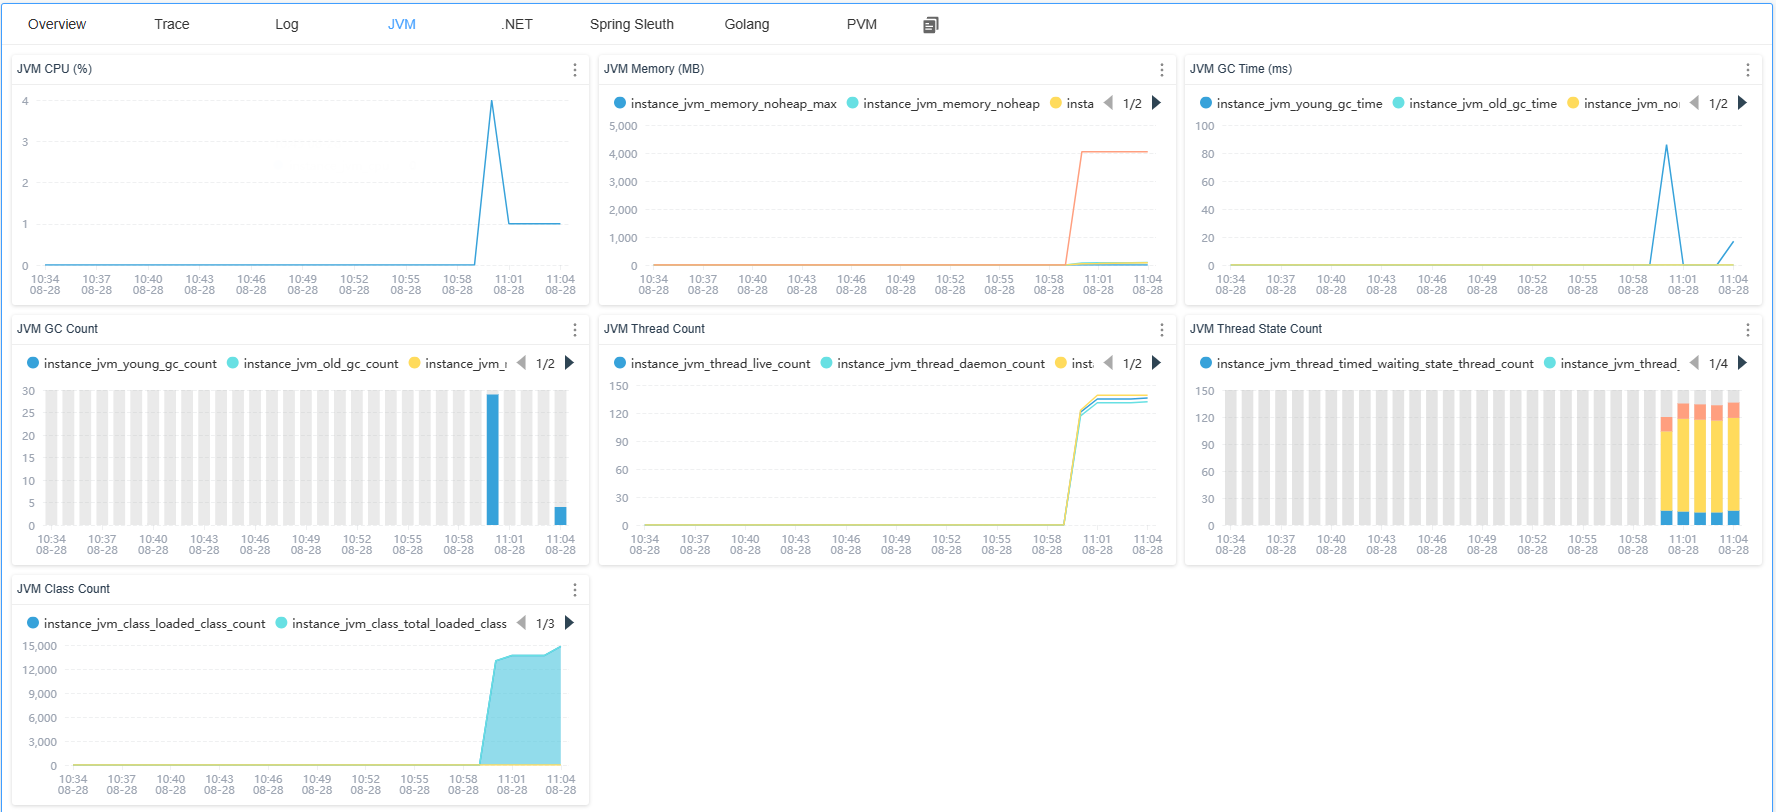 Overview Trace Log JVM .NET Spring Sleuth Golang PVM
JVM CPU (%)
4
3
2
1
0
10:34 10:37 10:40 10:43 10:46 10:49 10:52 10:55 10:58 11:01 11:04
08-28 08-28 08-28 08-28 08-28 08-28 08-28 08-28 08-28 08-28 08-28
JVM Memory (MB)
instance_jvm_memory_noheap_max instance_jvm_memory_noheap insta 1/2
5,000
4,000
3,000
2,000
1,000
0
10:34 10:37 10:40 10:43 10:46 10:49 10:52 10:55 10:58 11:01 11:04
08-28 08-28 08-28 08-28 08-28 08-28 08-28 08-28 08-28 08-28 08-28
JVM GC Time (ms)
instance_jvm_young_gc_time instance_jvm_old_gc_time instance_jvm_no 1/2
100
80
60
40
20
0
10:34 10:37 10:40 10:43 10:46 10:49 10:52 10:55 10:58 11:01 11:04
08-28 08-28 08-28 08-28 08-28 08-28 08-28 08-28 08-28 08-28 08-28
JVM GC Count
instance_jvm_young_gc_count instance_jvm_old_gc_count instance_jvm_ 1/2
30
25
20
15
10
5
0
10:34 10:37 10:40 10:43 10:46 10:49 10:52 10:55 10:58 11:01 11:04
08-28 08-28 08-28 08-28 08-28 08-28 08-28 08-28 08-28 08-28 08-28
JVM Thread Count
instance_jvm_thread_live_count instance_jvm_thread_daemon_count inst 1/2
150
120
90
60
30
0
10:34 10:37 10:40 10:43 10:46 10:49 10:52 10:55 10:58 11:01 11:04
08-28 08-28 08-28 08-28 08-28 08-28 08-28 08-28 08-28 08-28 08-28
JVM Thread State Count
instance_jvm_thread_timed_waiting_state_thread_count instance_jvm_thread_ 1/4
150
120
90
60
30
0
10:34 10:37 10:40 10:43 10:46 10:49 10:52 10:55 10:58 11:01 11:04
08-28 08-28 08-28 08-28 08-28 08-28 08-28 08-28 08-28 08-28 08-28
JVM Class Count
instance_jvm_class_loaded_class_count instance_jvm_class_total_loaded_class 1/3
15,000
12,000
9,000
6,000
3,000
0
10:34 10:37 10:40 10:43 10:46 10:49 10:52 10:55 10:58 11:01 11:04
08-28 08-28 08-28 08-28 08-28 08-28 08-28 08-28 08-28 08-28 08-28